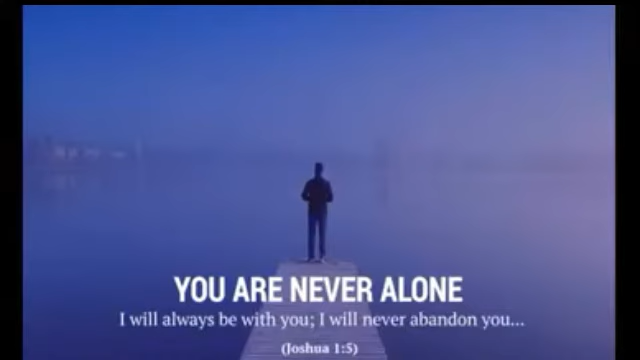 YOU ARE NEVER ALONE
I will always be with you; I will never abandon you...
(Joshua 1:5)